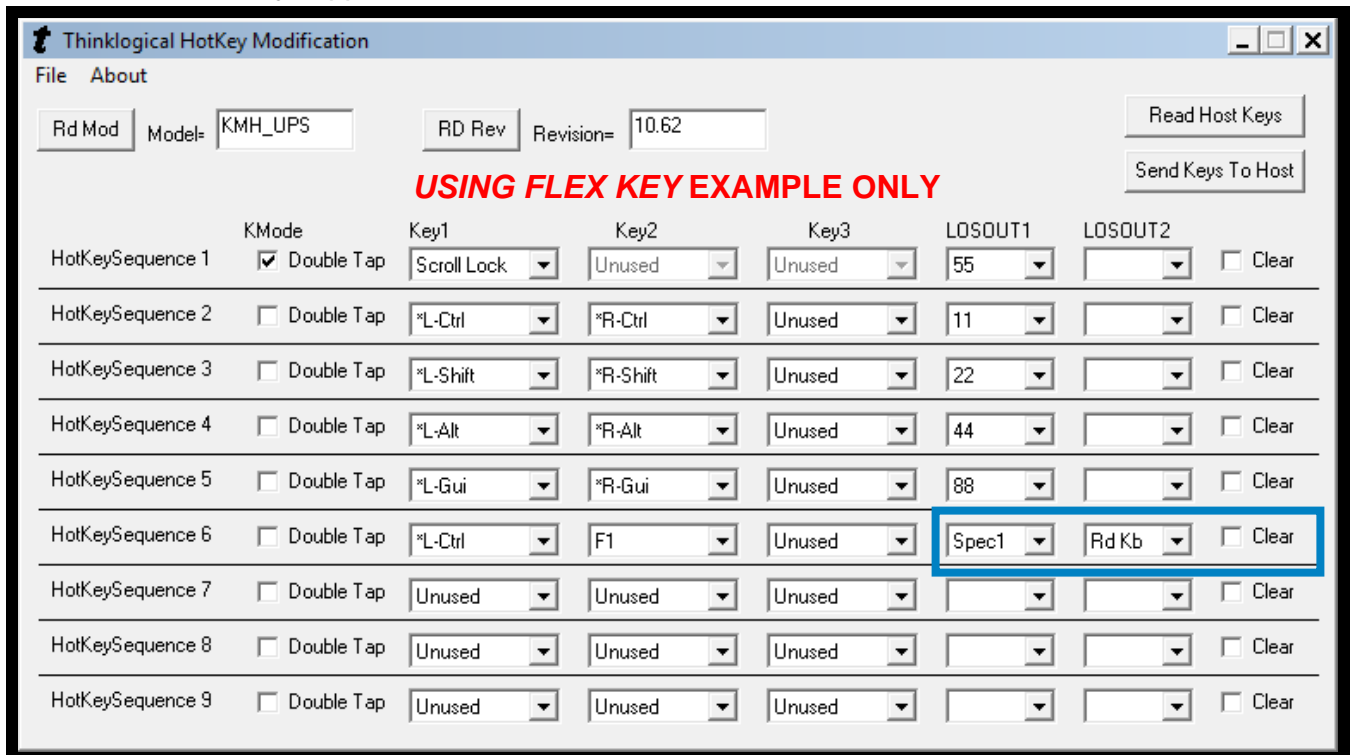 Thinklogical HotKey Modification
File About
Rd Mod Model= KMH_UPS RD Rev Revision= 10.62 Read Host Keys
Send Keys To Host
USING FLEX KEY EXAMPLE ONLY
KMode Key1 Key2 Key3 LOSOUT1 LOSOUT2
HotKeySequence 1 Double Tap Scroll Lock Unused Unused 55 Clear
HotKeySequence 2 Double Tap *L-Ctrl *R-Ctrl Unused 11 Clear
HotKeySequence 3 Double Tap *L-Shift *R-Shift Unused 22 Clear
HotKeySequence 4 Double Tap *L-Alt *R-Alt Unused 44 Clear
HotKeySequence 5 Double Tap *L-Gui *R-Gui Unused 88 Clear
HotKeySequence 6 Double Tap *L-Ctrl F1 Unused Spec1 Rd Kb Clear
HotKeySequence 7 Double Tap Unused Unused Unused Clear
HotKeySequence 8 Double Tap Unused Unused Unused Clear
HotKeySequence 9 Double Tap Unused Unused Unused Clear